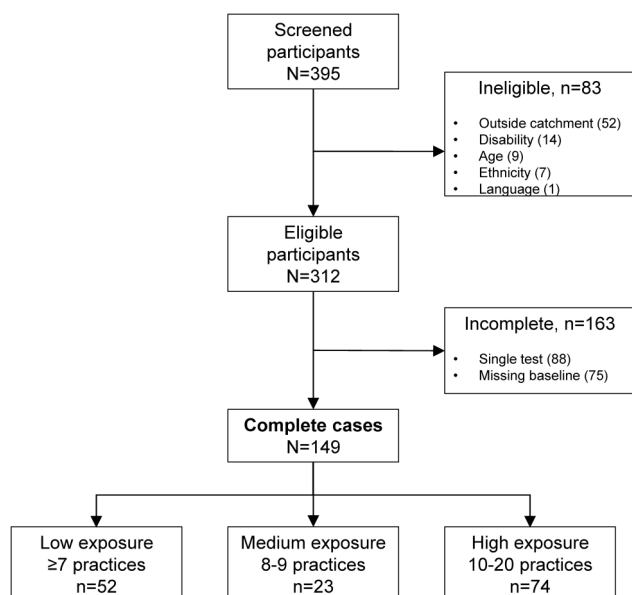 Screened
participants
N=395
Ineligible, n=83
• Outside catchment (52)
• Disability (14)
• Age (9)
• Ethnicity (7)
• Language (1)
Eligible
participants
N=312
Incomplete, n=163
• Single test (88)
• Missing baseline (75)
Complete cases
N=149
Low exposure
≥7 practices
n=52
Medium exposure
8-9 practices
n=23
High exposure
10-20 practices
n=74